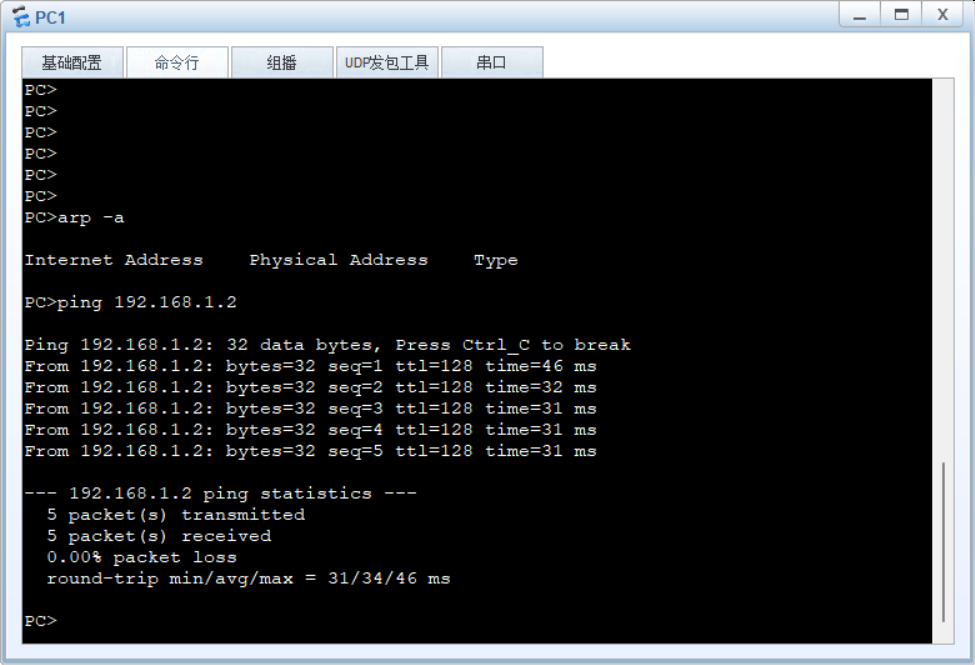 PC1
基础配置 命令行 组播 UDP发包工具 串口
PC>
PC>
PC>
PC>
PC>
PC>
PC>arp -a
Internet Address    Physical Address    Type
PC>ping 192.168.1.2
Ping 192.168.1.2: 32 data bytes, Press Ctrl_C to break
From 192.168.1.2: bytes=32 seq=1 ttl=128 time=46 ms
From 192.168.1.2: bytes=32 seq=2 ttl=128 time=32 ms
From 192.168.1.2: bytes=32 seq=3 ttl=128 time=31 ms
From 192.168.1.2: bytes=32 seq=4 ttl=128 time=31 ms
From 192.168.1.2: bytes=32 seq=5 ttl=128 time=31 ms
--- 192.168.1.2 ping statistics ---
  5 packet(s) transmitted
  5 packet(s) received
  0.00% packet loss
  round-trip min/avg/max = 31/34/46 ms
PC>